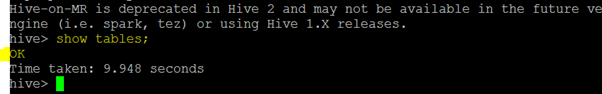 Hive-on-MR is deprecated in Hive 2 and may not be available in the future ve
ngine (i.e. spark, tez) or using Hive 1.X releases.
hive> show tables;
OK
Time taken: 9.948 seconds
hive>